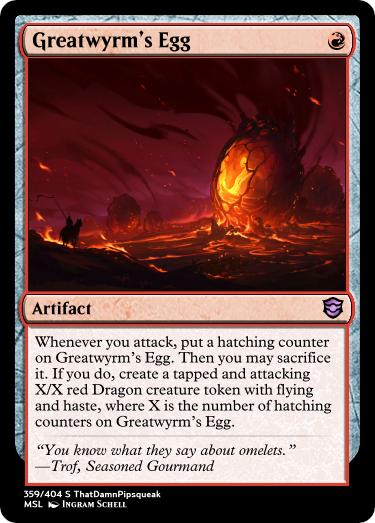 Greatwyrm's Egg
Artifact
Whenever you attack, put a hatching counter
on Greatwyrm's Egg. Then you may sacrifice
it. If you do, create a tapped and attacking
X/X red Dragon creature token with flying
and haste, where X is the number of hatching
counters on Greatwyrm's Egg.
“You know what they say about omelets.”
—Trof, Seasoned Gourmand
359/404 S ThatDamnPipsqueak
MSL Ingram Schell